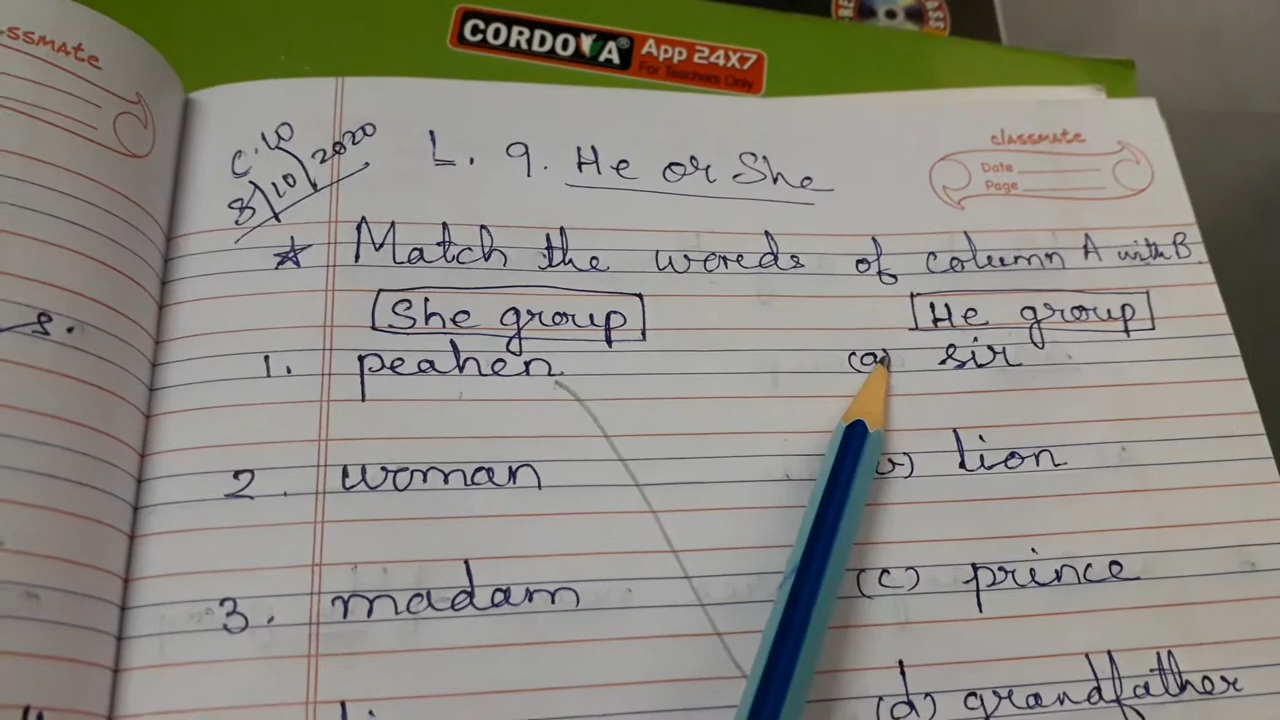 ssmate
CORDOVA® App 24X7
For Teachers Only
ASS
classmate
Date
Page
C.W
8/10/2020
L. 9. He or She
★ Match the words of column A with B.
She group He group
s.
1. peahen (a) sir
2. woman (b) lion
3. madam (c) prince
(d) grandfather